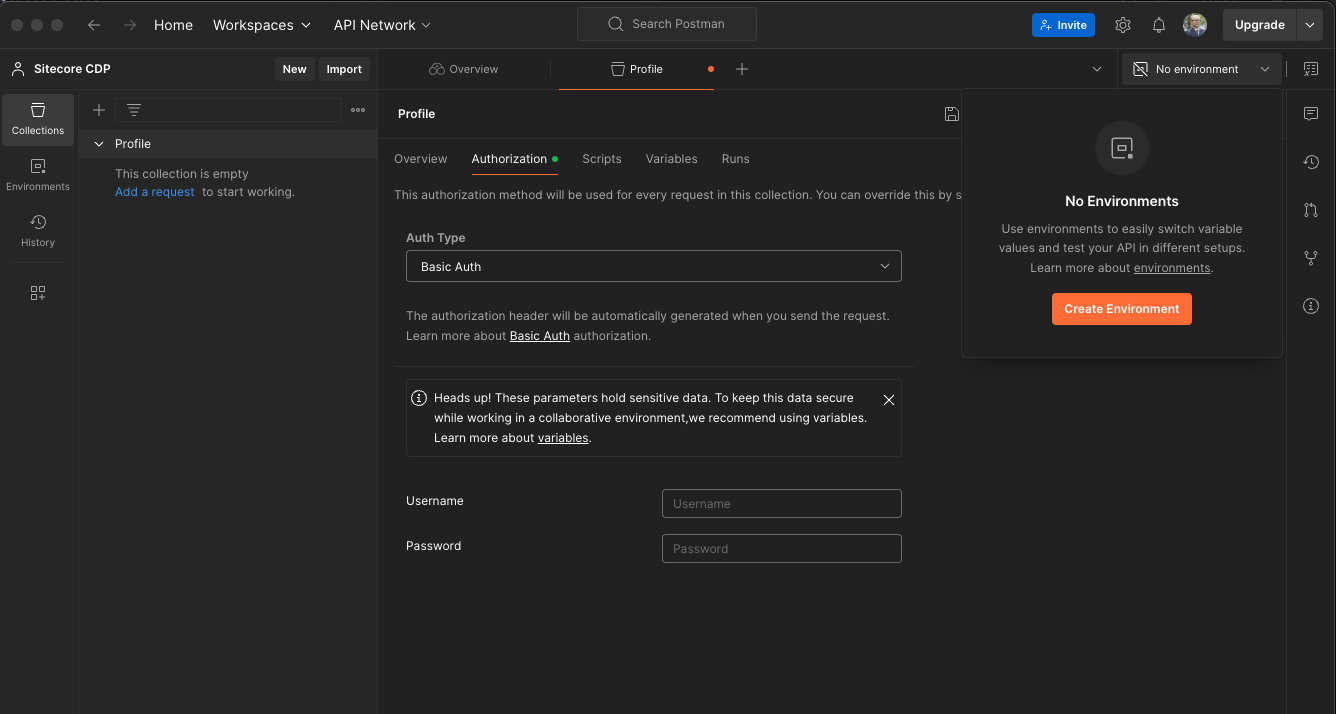 Home
Workspaces
API Network
Search Postman
Invite
Upgrade
Sitecore CDP
New
Import
Overview
Profile
No environment
Collections
Environments
History
Profile
This collection is empty
Add a request to start working.
Profile
Overview
Authorization
Scripts
Variables
Runs
This authorization method will be used for every request in this collection. You can override this by s
Auth Type
Basic Auth
The authorization header will be automatically generated when you send the request.
Learn more about Basic Auth authorization.
Heads up! These parameters hold sensitive data. To keep this data secure
while working in a collaborative environment,we recommend using variables.
Learn more about variables.
Username
Username
Password
Password
No Environments
Use environments to easily switch variable
values and test your API in different setups.
Learn more about environments.
Create Environment